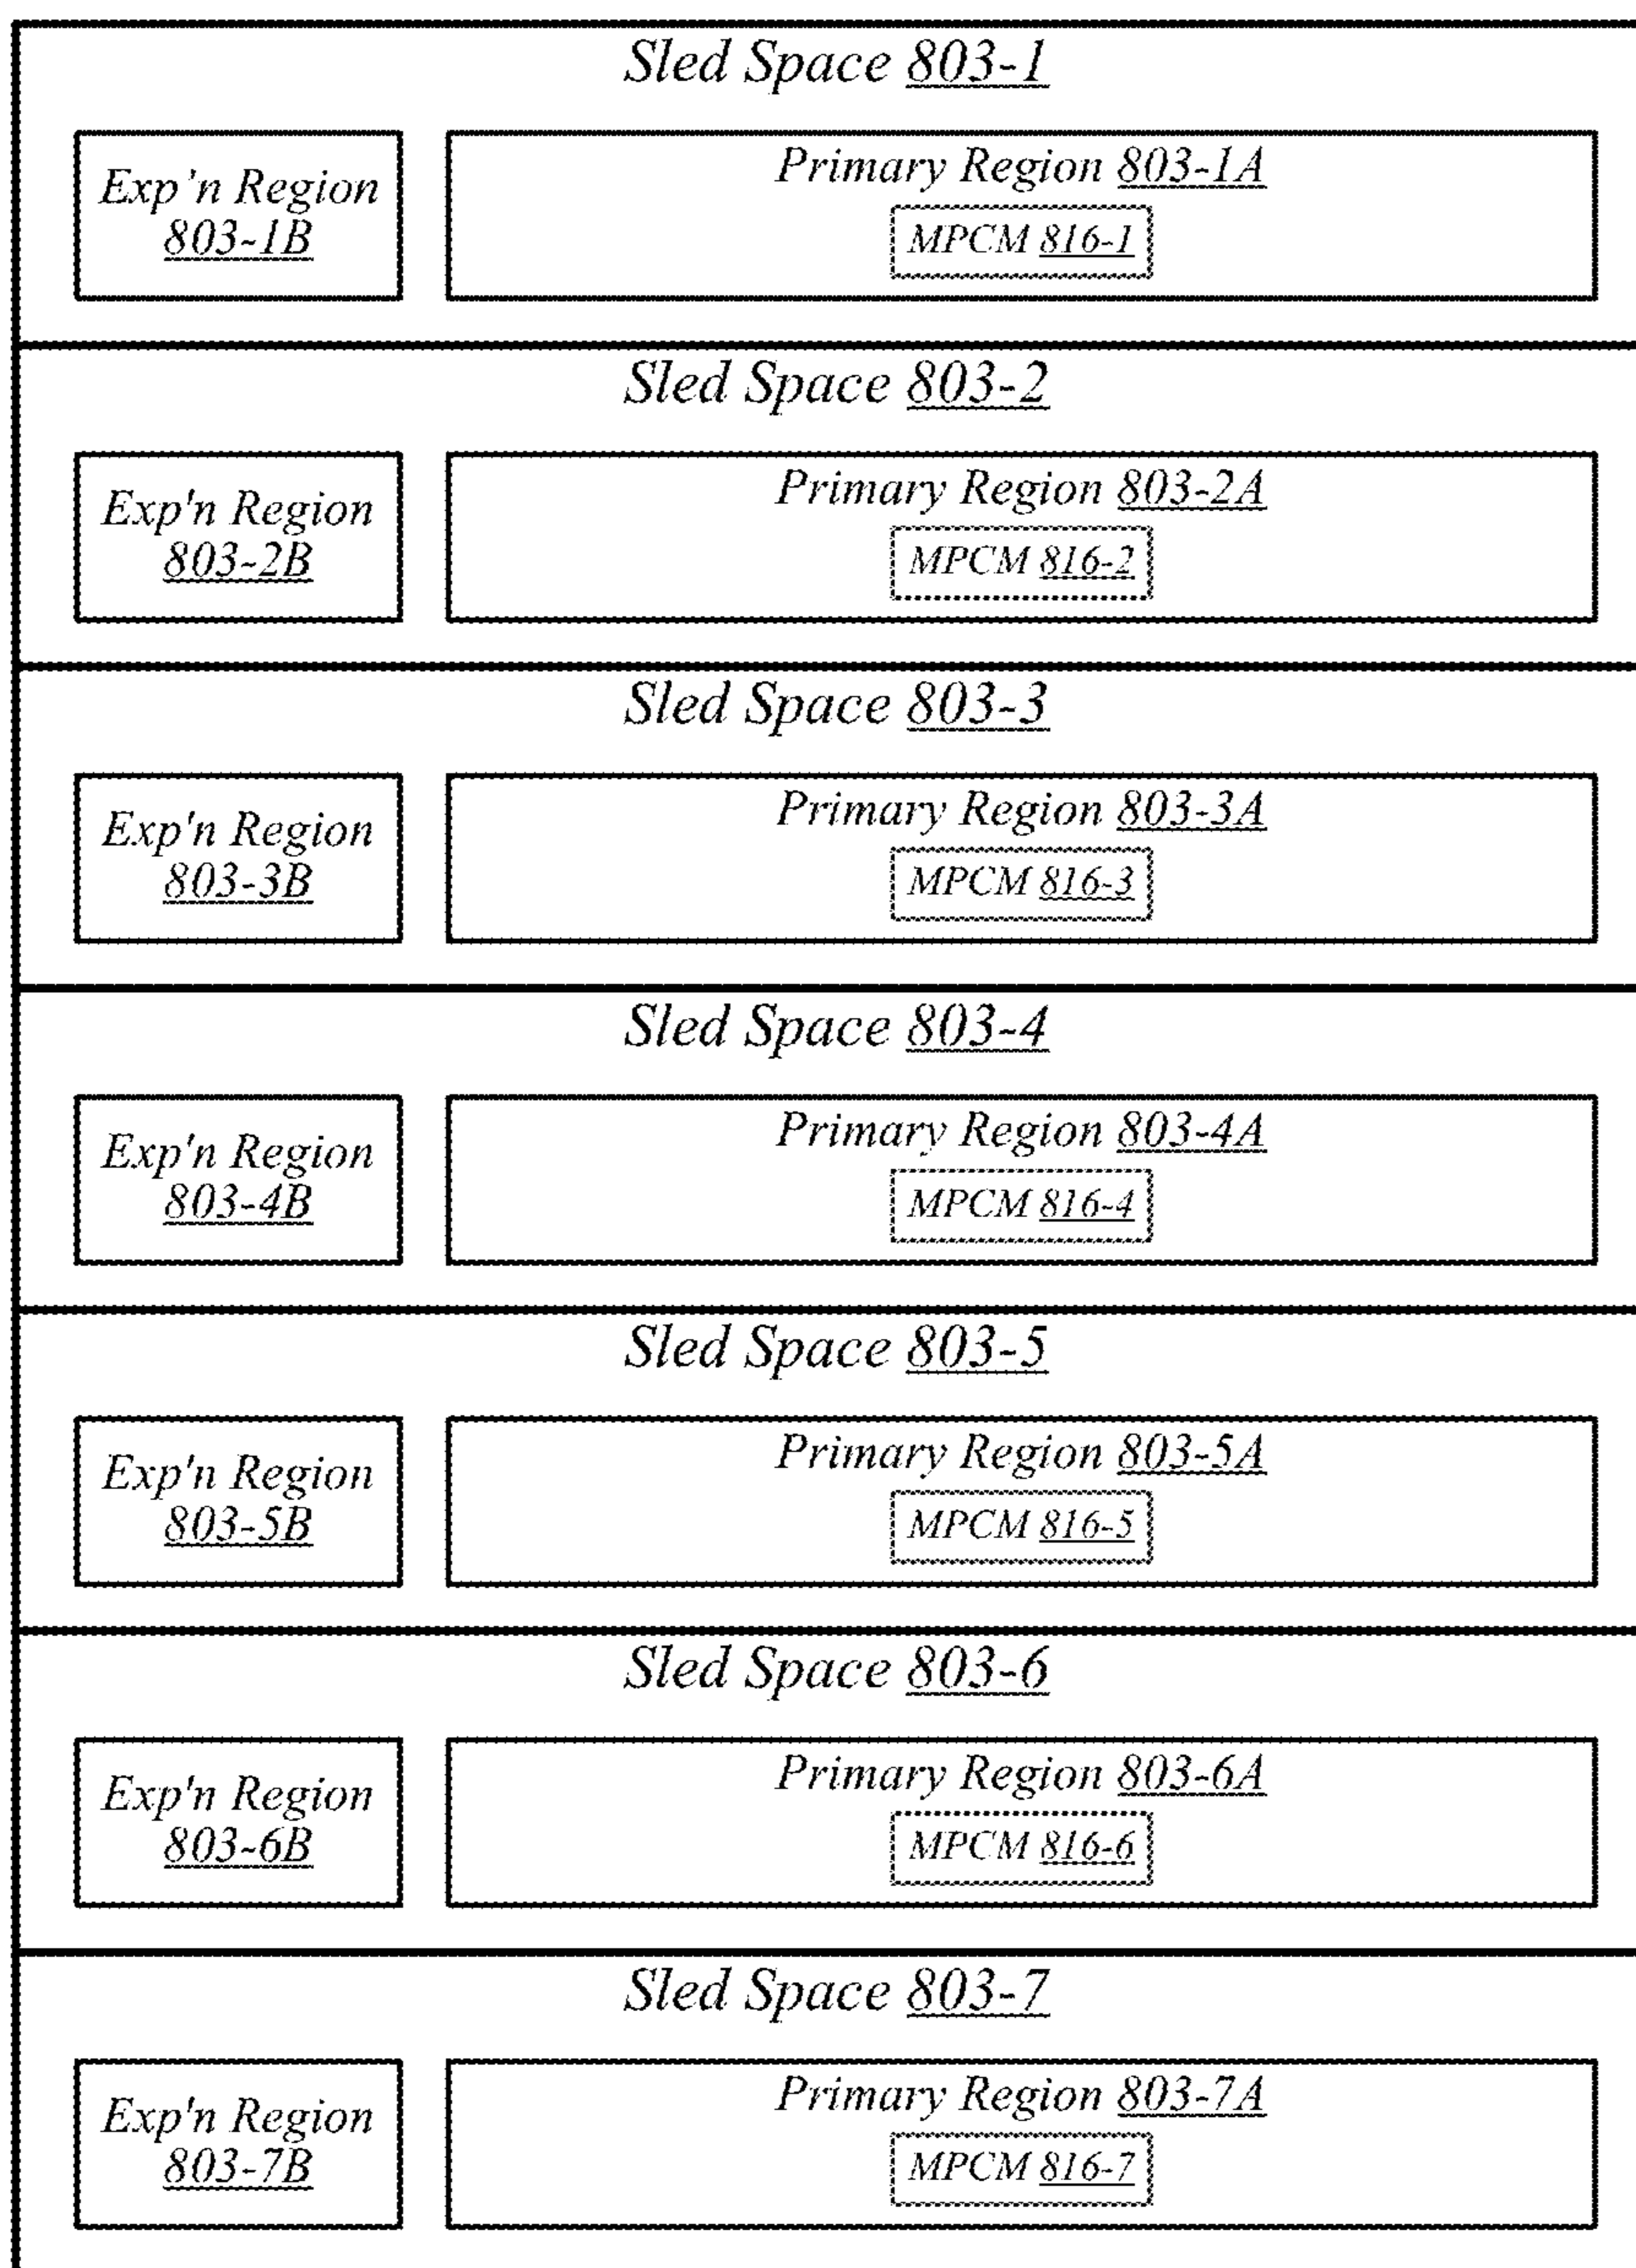 Sled Space 803-1
Exp'n Region
803-1B
Primary Region 803-1A
MPCM 816-1
Sled Space 803-2
Exp'n Region
803-2B
Primary Region 803-2A
MPCM 816-2
Sled Space 803-3
Exp'n Region
803-3B
Primary Region 803-3A
MPCM 816-3
Sled Space 803-4
Exp'n Region
803-4B
Primary Region 803-4A
MPCM 816-4
Sled Space 803-5
Exp'n Region
803-5B
Primary Region 803-5A
MPCM 816-5
Sled Space 803-6
Exp'n Region
803-6B
Primary Region 803-6A
MPCM 816-6
Sled Space 803-7
Exp'n Region
803-7B
Primary Region 803-7A
MPCM 816-7